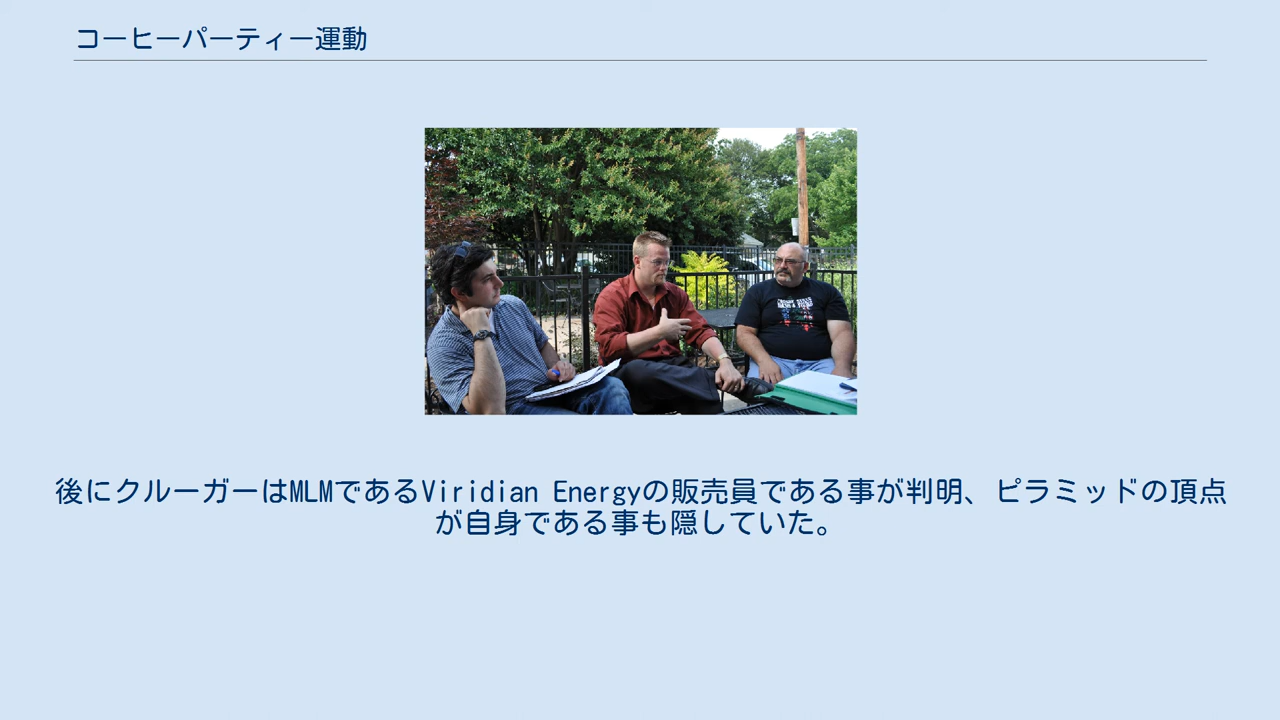 コーヒーパーティー運動
後にクルーガーはMLMであるViridian Energyの販売員である事が判明、ピラミッドの頂点
が自身である事も隠していた。